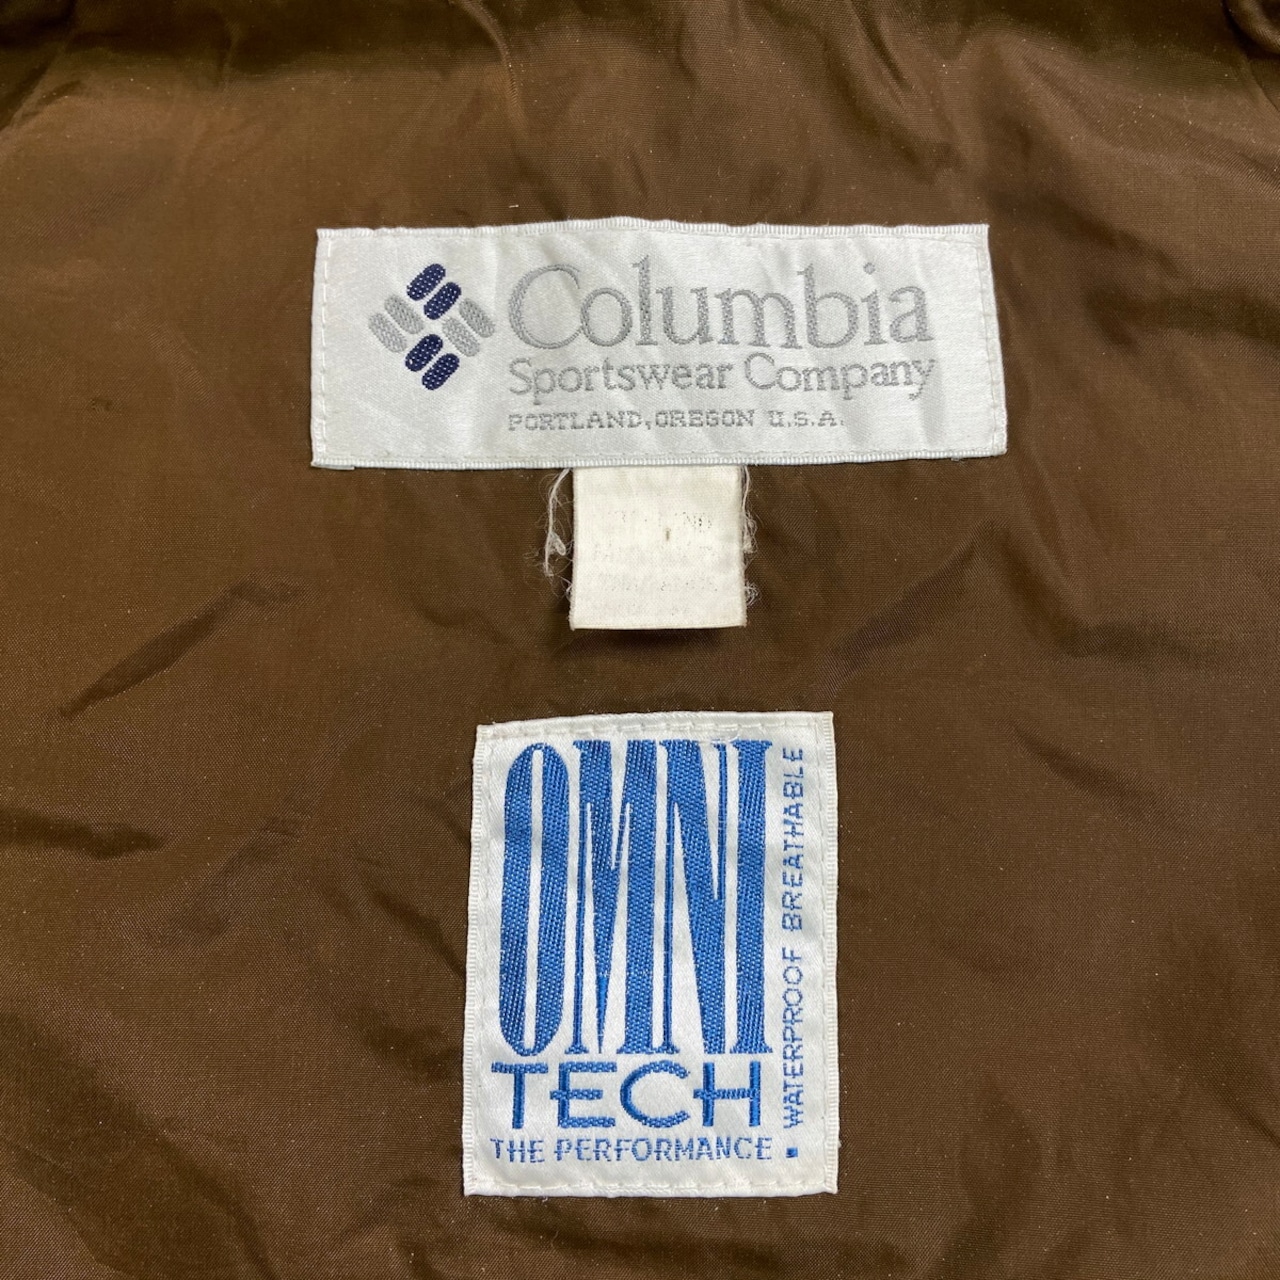 Columbia
Sportswear Company
PORTLAND, OREGON U.S.A.
OMNI
TECH
THE PERFORMANCE ▪
WATERPROOF BREATHABLE